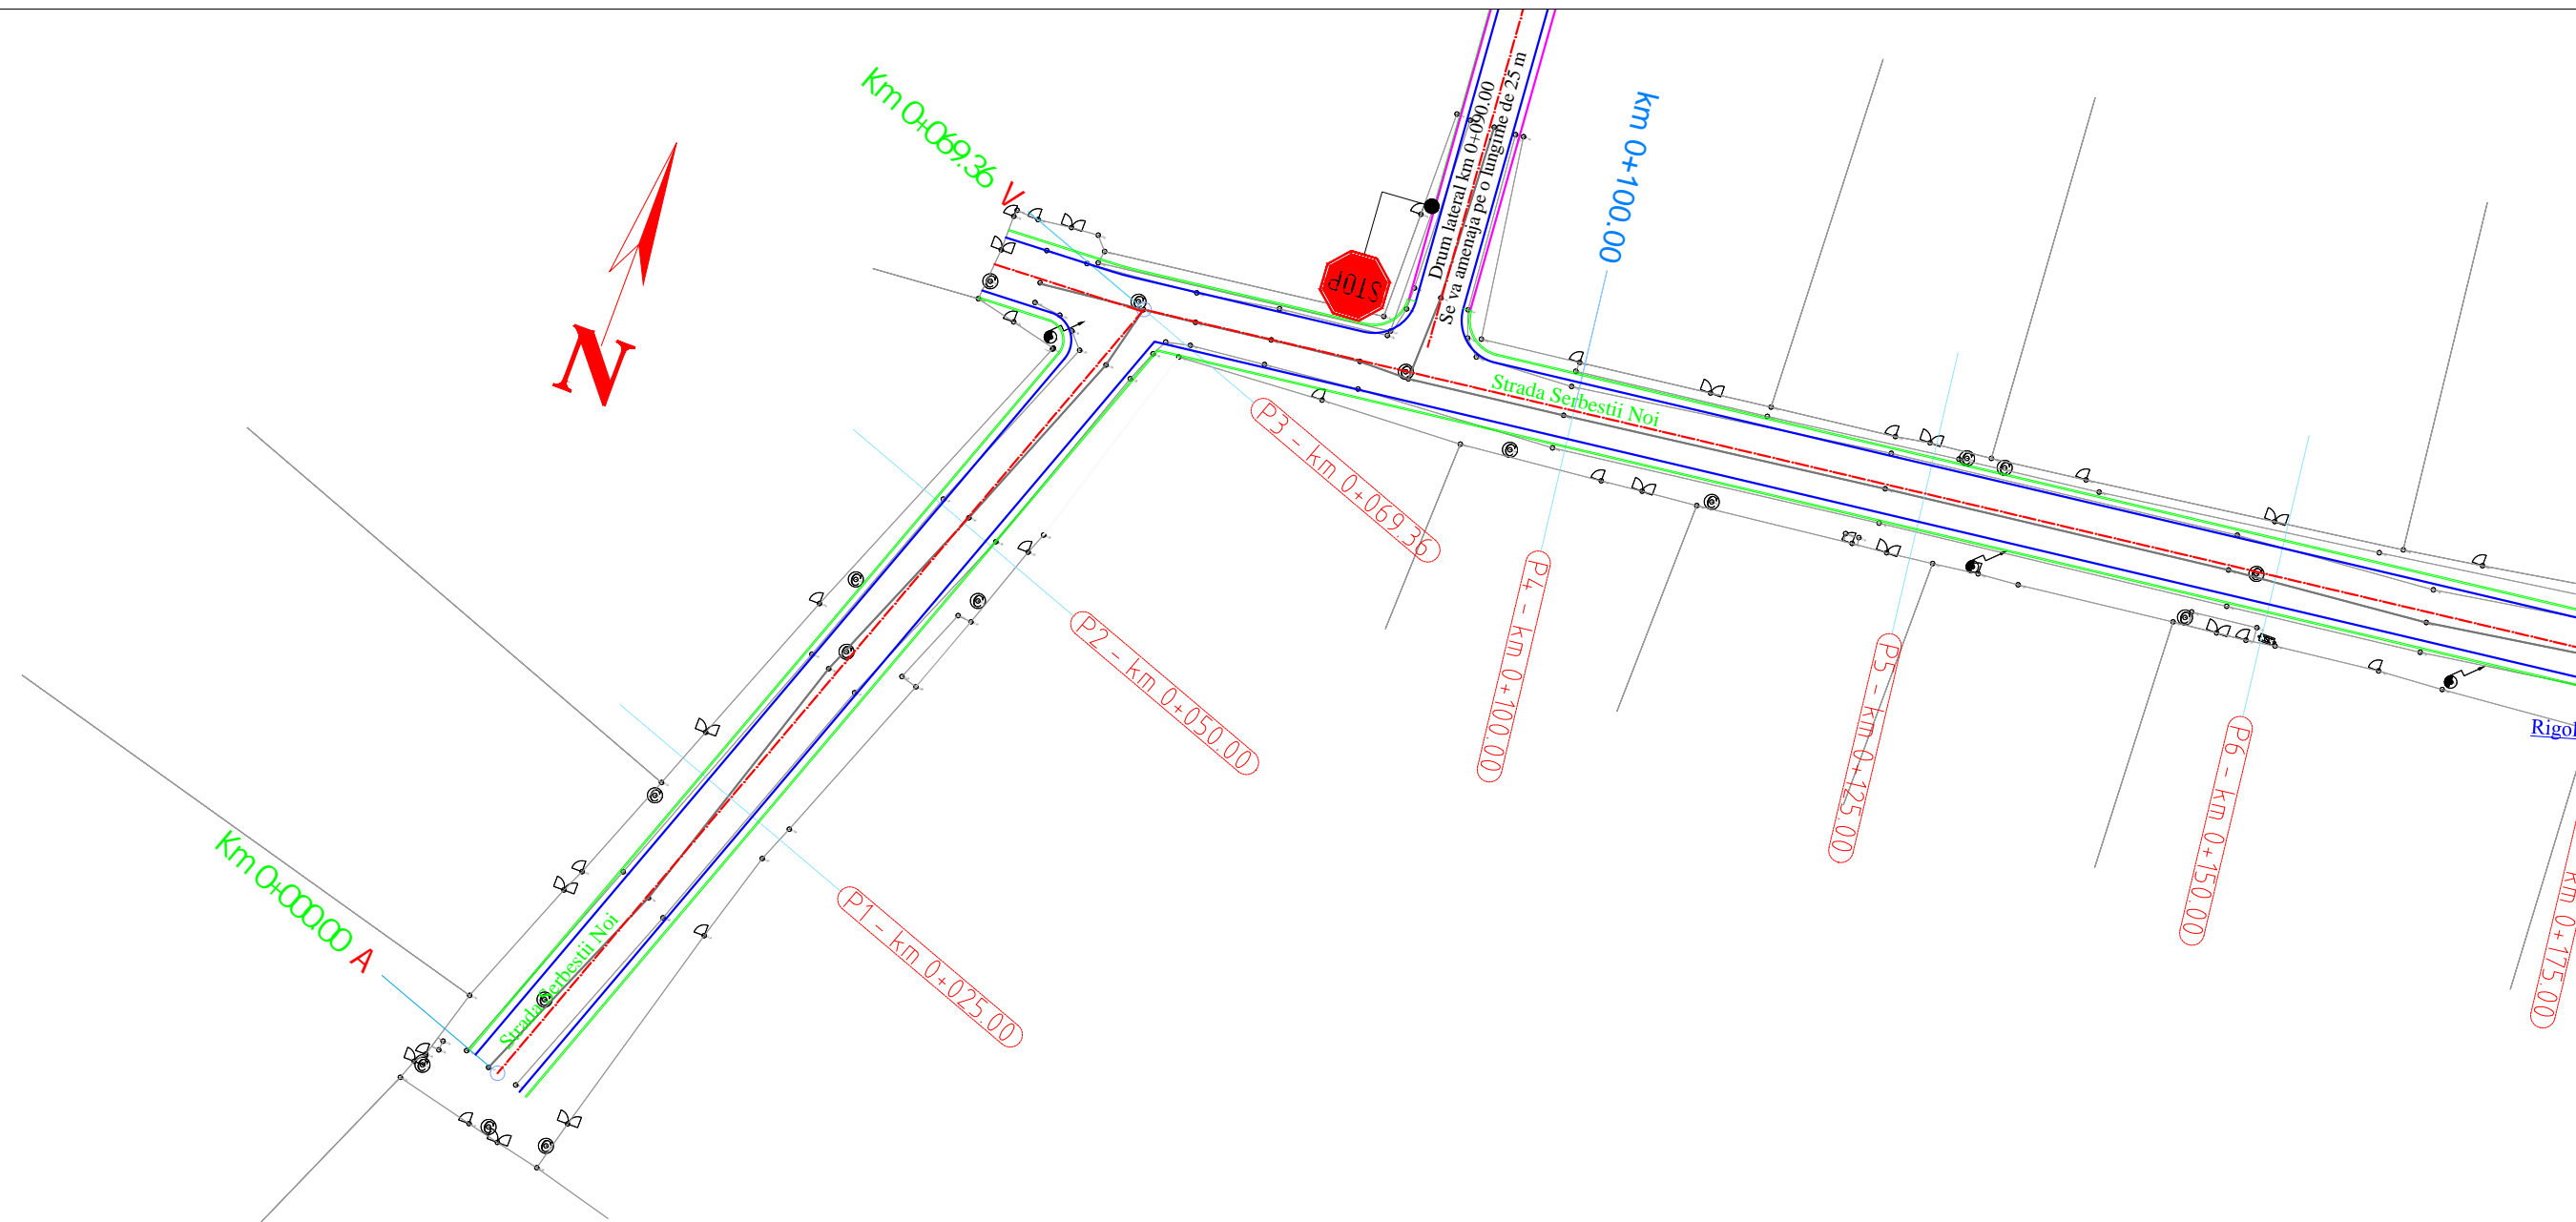 Km 0+069.36 V
Drum lateral km 0+090.00
Se va amenaja pe o lungime de 25 m
km 0+100.00
STOP
N
Strada Serbestii Noi
P3 - km 0+069.36
P2 - km 0+050.00
P4 - km 0+100.00
P5 - km 0+125.00
P6 - km 0+150.00
Rigol
km 0+175.00
Km 0+000.00 A
P1 - km 0+025.00
Strada Serbestii Noi